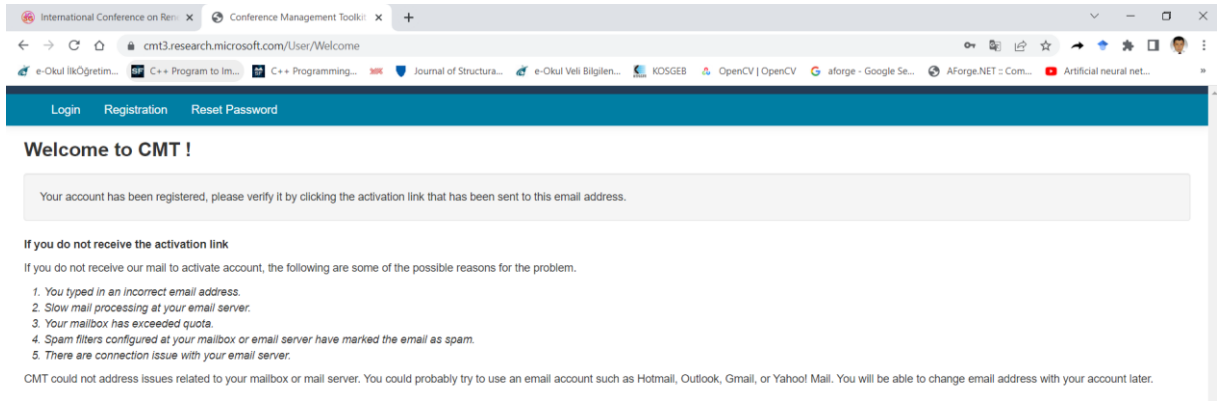 International Conference on Ren
Conference Management Toolkit
cmt3.research.microsoft.com/User/Welcome
e-Okul İlkÖğretim... SF C++ Program to Im... C++ Programming... Journal of Structura... e-Okul Veli Bilgilen... KOSGEB OpenCV | OpenCV aforge - Google Se... AForge.NET :: Com... Artificial neural net... »
Login Registration Reset Password
Welcome to CMT !
Your account has been registered, please verify it by clicking the activation link that has been sent to this email address.
If you do not receive the activation link
If you do not receive our mail to activate account, the following are some of the possible reasons for the problem.
1. You typed in an incorrect email address.
2. Slow mail processing at your email server.
3. Your mailbox has exceeded quota.
4. Spam filters configured at your mailbox or email server have marked the email as spam.
5. There are connection issue with your email server.
CMT could not address issues related to your mailbox or mail server. You could probably try to use an email account such as Hotmail, Outlook, Gmail, or Yahoo! Mail. You will be able to change email address with your account later.